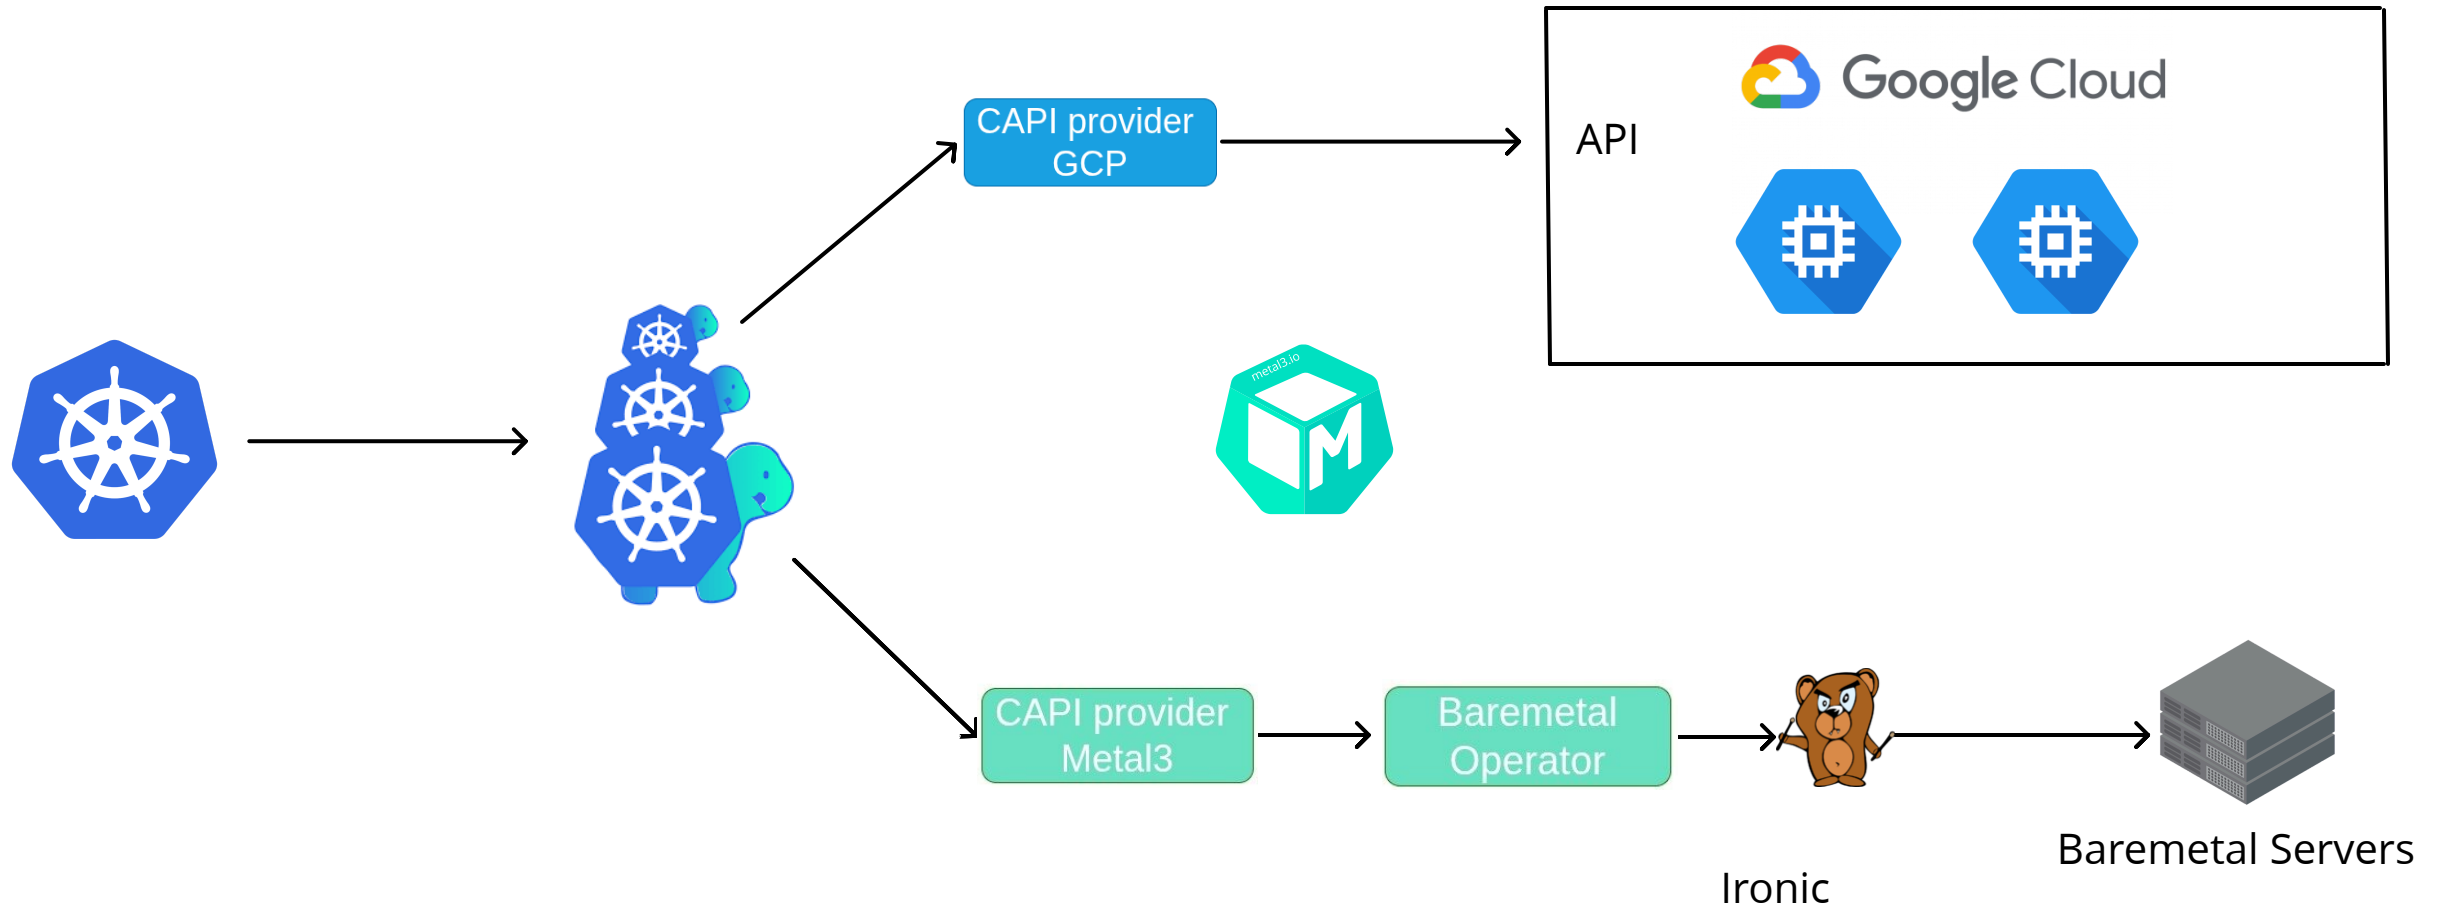 Google Cloud
CAPI provider
GCP
API
metal3.io
M
CAPI provider
Metal3
Baremetal
Operator
Baremetal Servers
Ironic